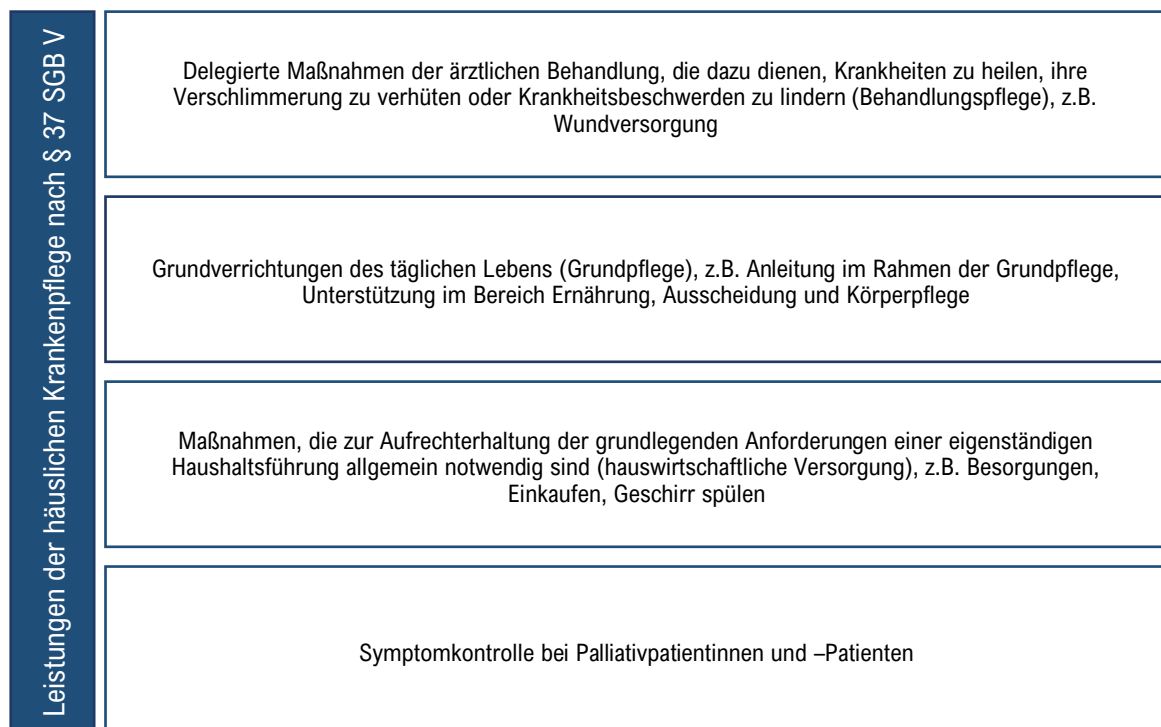 Leistungen der häuslichen Krankenpflege nach § 37 SGB V
Delegierte Maßnahmen der ärztlichen Behandlung, die dazu dienen, Krankheiten zu heilen, ihre
Verschlimmerung zu verhüten oder Krankheitsbeschwerden zu lindern (Behandlungspflege), z.B.
Wundversorgung
Grundverrichtungen des täglichen Lebens (Grundpflege), z.B. Anleitung im Rahmen der Grundpflege,
Unterstützung im Bereich Ernährung, Ausscheidung und Körperpflege
Maßnahmen, die zur Aufrechterhaltung der grundlegenden Anforderungen einer eigenständigen
Haushaltsführung allgemein notwendig sind (hauswirtschaftliche Versorgung), z.B. Besorgungen,
Einkaufen, Geschirr spülen
Symptomkontrolle bei Palliativpatientinnen und –Patienten